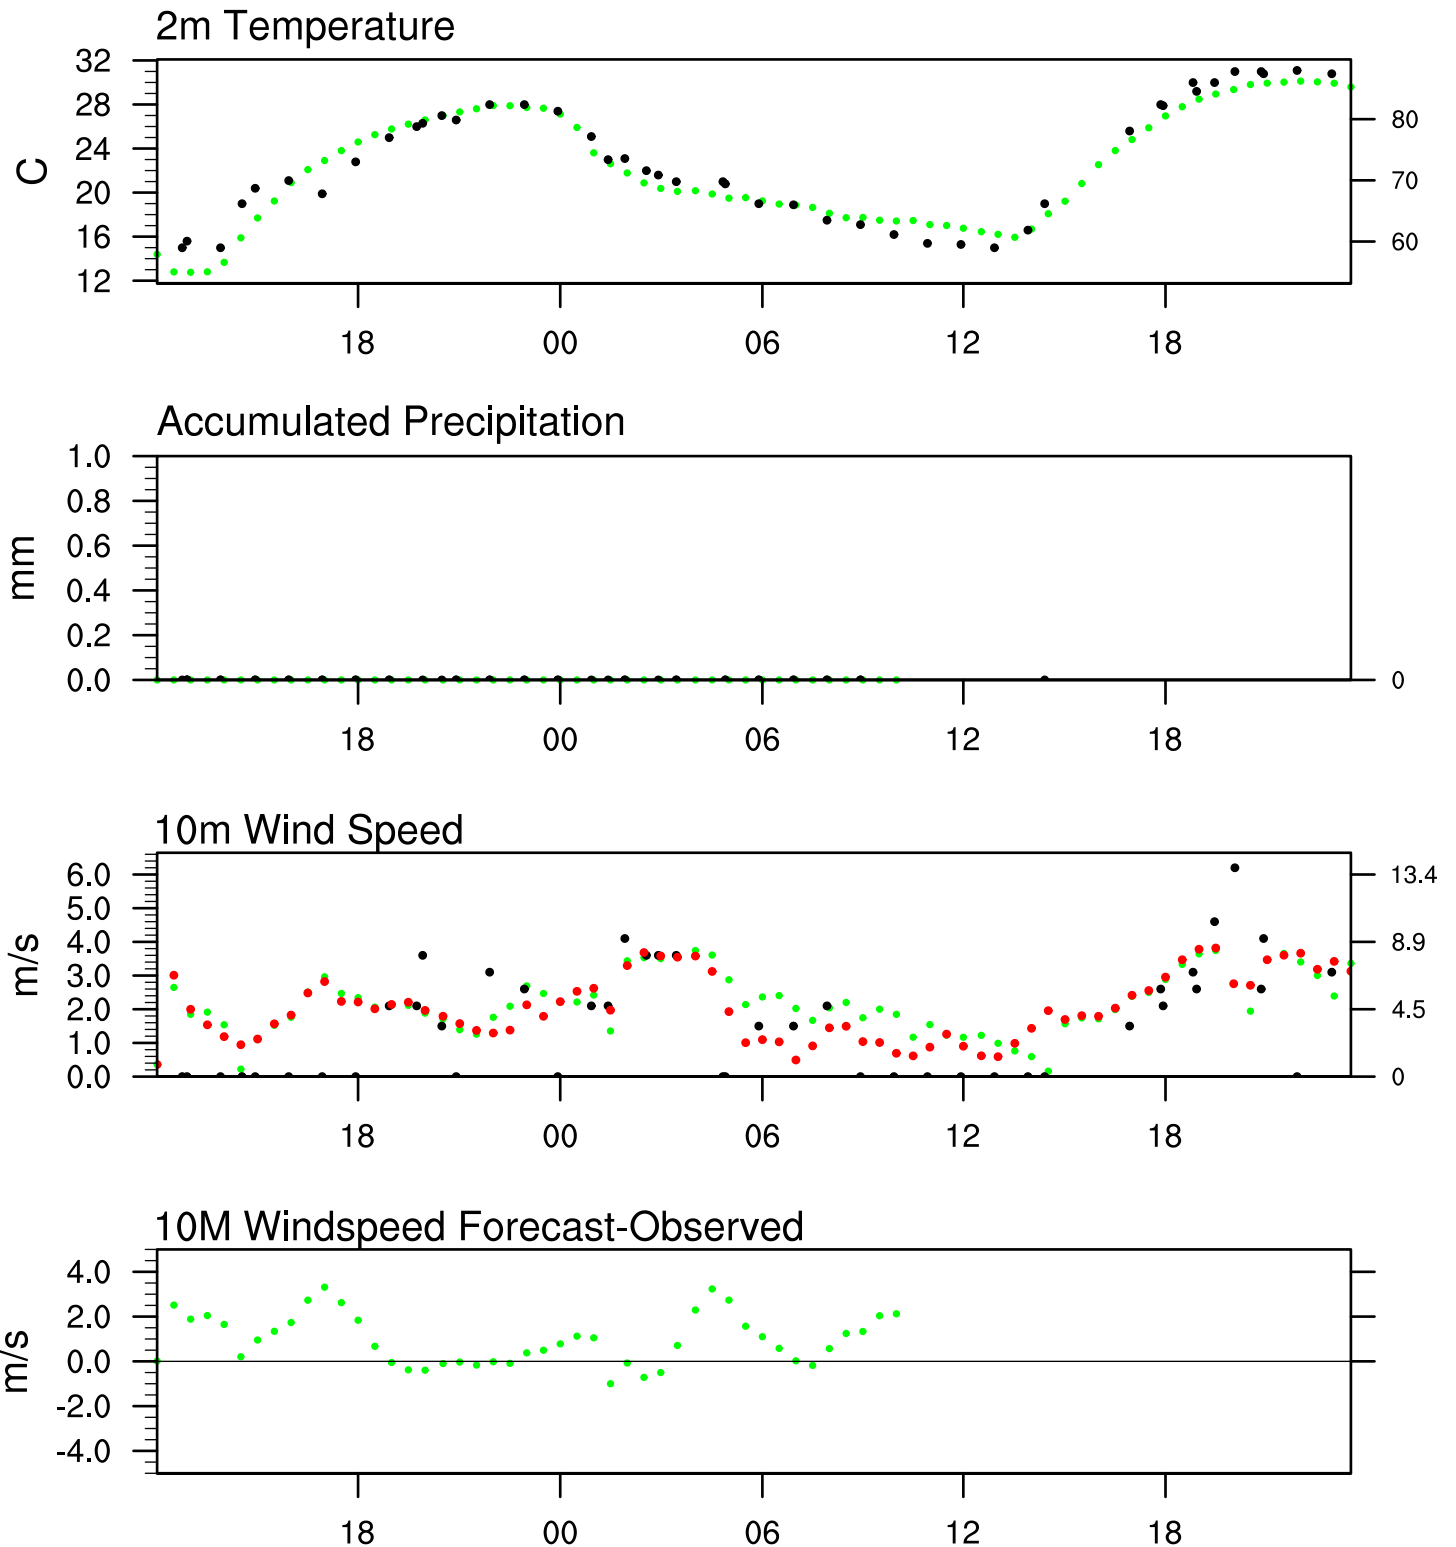 2m Temperature
32
28
24
20
16
12
C
80
70
60
18 00 06 12 18
Accumulated Precipitation
1.0
0.8
0.6
0.4
0.2
0.0
mm
0
18 00 06 12 18
10m Wind Speed
6.0
5.0
4.0
3.0
2.0
1.0
0.0
m/s
13.4
8.9
4.5
0
18 00 06 12 18
10M Windspeed Forecast-Observed
4.0
2.0
0.0
-2.0
-4.0
m/s
18 00 06 12 18